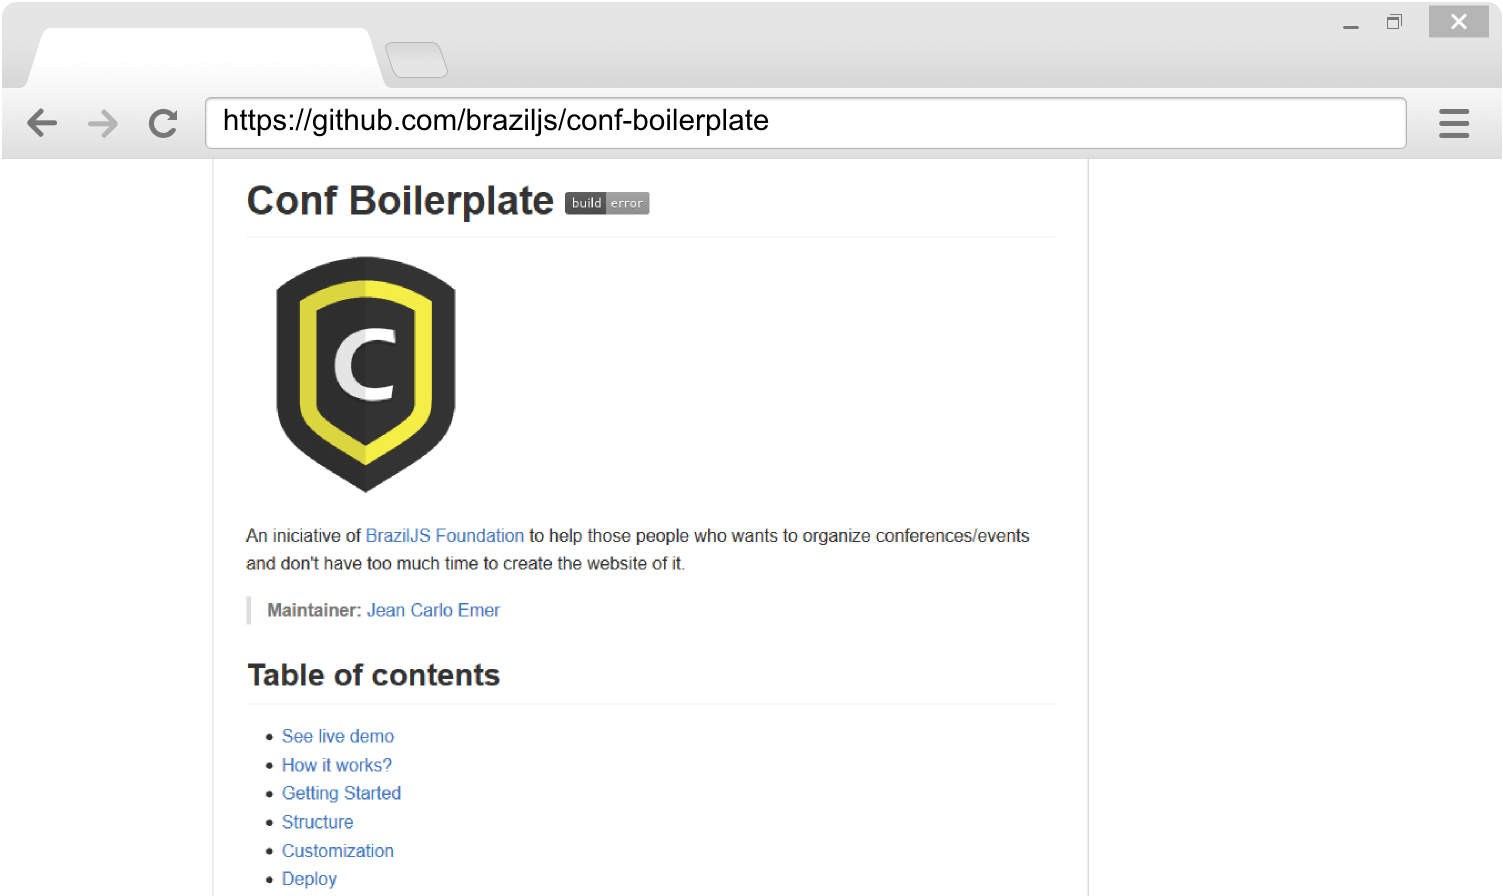 https://github.com/braziljs/conf-boilerplate
Conf Boilerplate build error
C
An iniciative of BrazilJS Foundation to help those people who wants to organize conferences/events
and don't have too much time to create the website of it.
Maintainer: Jean Carlo Emer
Table of contents
• See live demo
• How it works?
• Getting Started
• Structure
• Customization
• Deploy